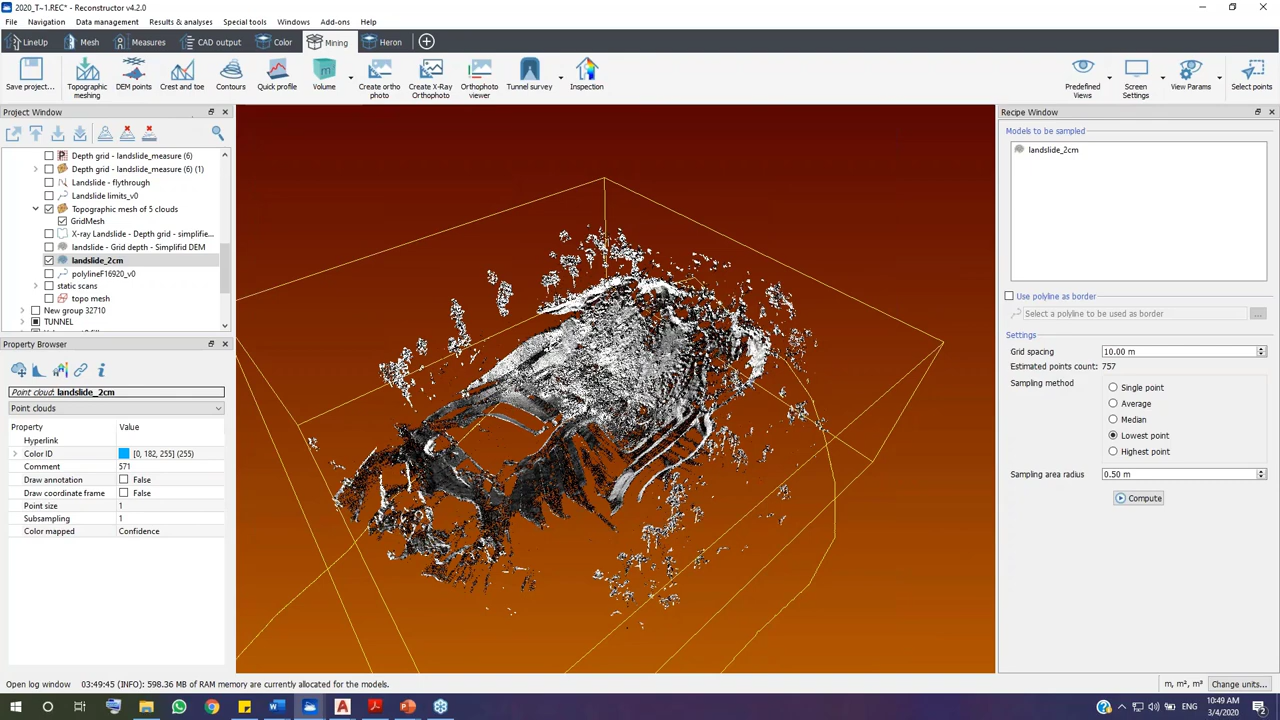 2020_T~1.REC* - Reconstructor v4.2.0
File Navigation Data management Results & analyses Special tools Windows Add-ons Help
LineUp Mesh Measures CAD output Color Mining Heron
Save project... Topographic meshing DEM points Crest and toe Contours Quick profile Volume Create ortho photo Create X-Ray Orthophoto Orthophoto viewer Tunnel survey Inspection Predefined Views Screen Settings View Params Select points
Project Window
Depth grid - landslide_measure (6)
Depth grid - landslide_measure (6) (1)
Landslide - flythrough
Landslide limits_v0
Topographic mesh of 5 clouds
GridMesh
X-ray Landslide - Depth grid - simplifie...
landslide - Grid depth - Simplifid DEM
landslide_2cm
polylineF16920_v0
static scans
topo mesh
New group 32710
TUNNEL
Property Browser
Point cloud: landslide_2cm
Point clouds
Property Value
Hyperlink
Color ID [0, 182, 255] (255)
Comment 571
Draw annotation False
Draw coordinate frame False
Point size 1
Subsampling 1
Color mapped Confidence
Recipe Window
Models to be sampled
landslide_2cm
Use polyline as border
Select a polyline to be used as border ...
Settings
Grid spacing 10.00 m
Estimated points count: 757
Sampling method Single point
Average
Median
Lowest point
Highest point
Sampling area radius 0.50 m
Compute
Open log window 03:49:45 (INFO): 598.36 MB of RAM memory are currently allocated for the models. m, m², m³ Change units...
ENG 10:49 AM
3/4/2020